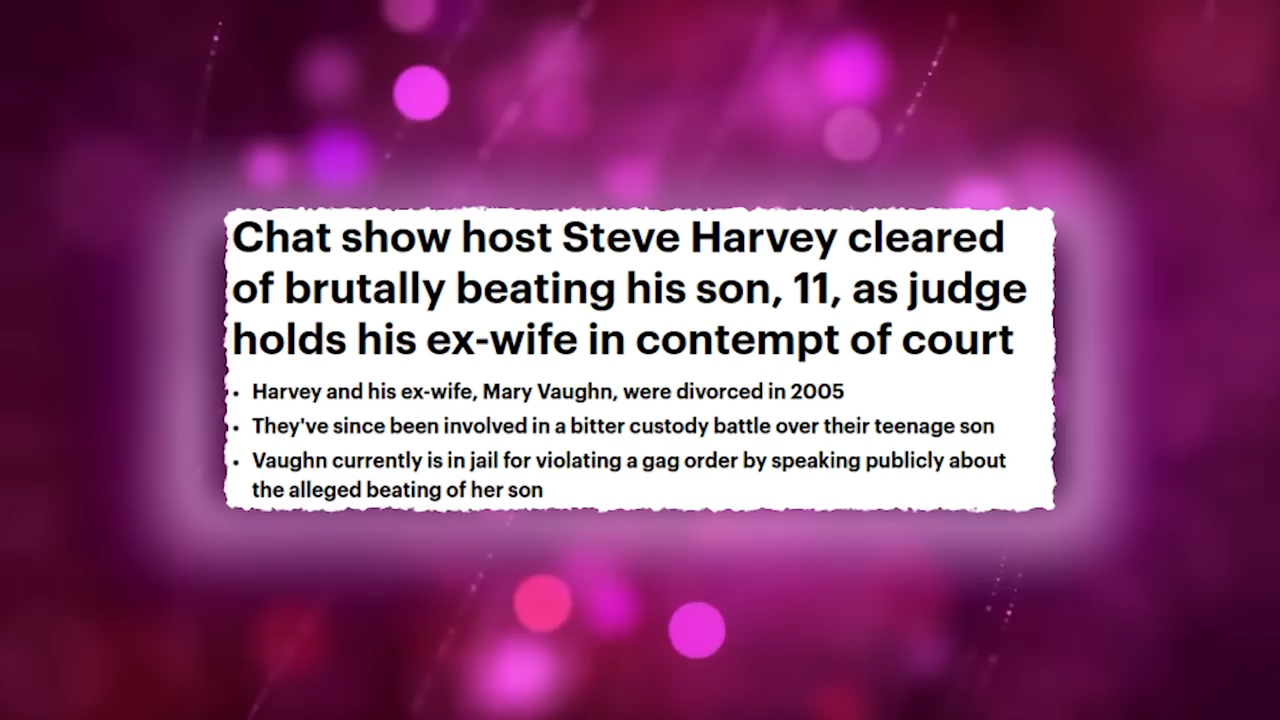 Chat show host Steve Harvey cleared
of brutally beating his son, 11, as judge
holds his ex-wife in contempt of court
• Harvey and his ex-wife, Mary Vaughn, were divorced in 2005
• They've since been involved in a bitter custody battle over their teenage son
• Vaughn currently is in jail for violating a gag order by speaking publicly about
the alleged beating of her son